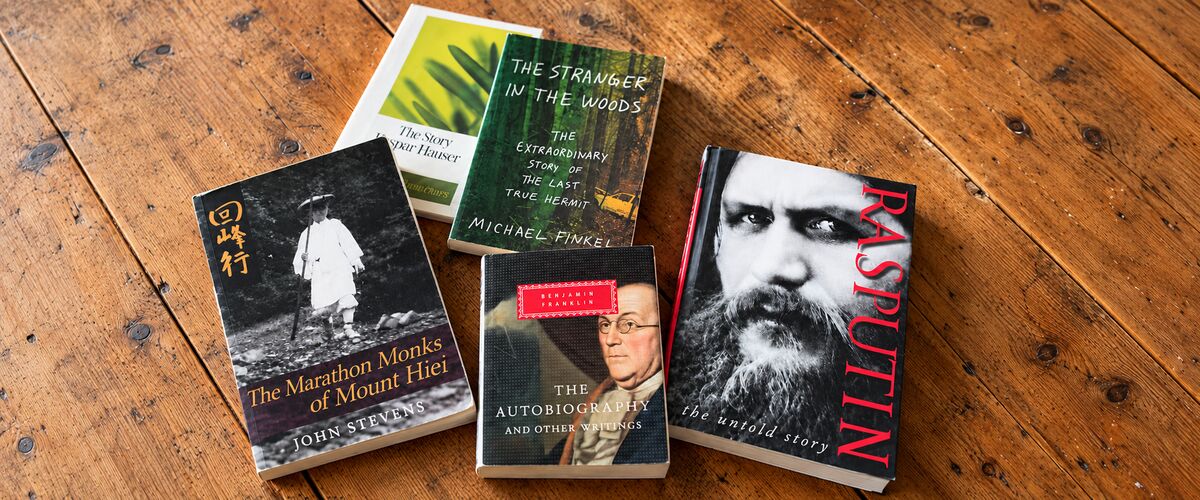 The Story
Kaspar Hauser
THE STRANGER
IN THE WOODS
THE
EXTRAORDINARY
STORY OF
THE LAST
TRUE HERMIT
MICHAEL FINKEL
回峰行
The Marathon Monks
of Mount Hiei
JOHN STEVENS
BENJAMIN
FRANKLIN
THE
AUTOBIOGRAPHY
AND OTHER WRITINGS
RASPUTIN
the untold story